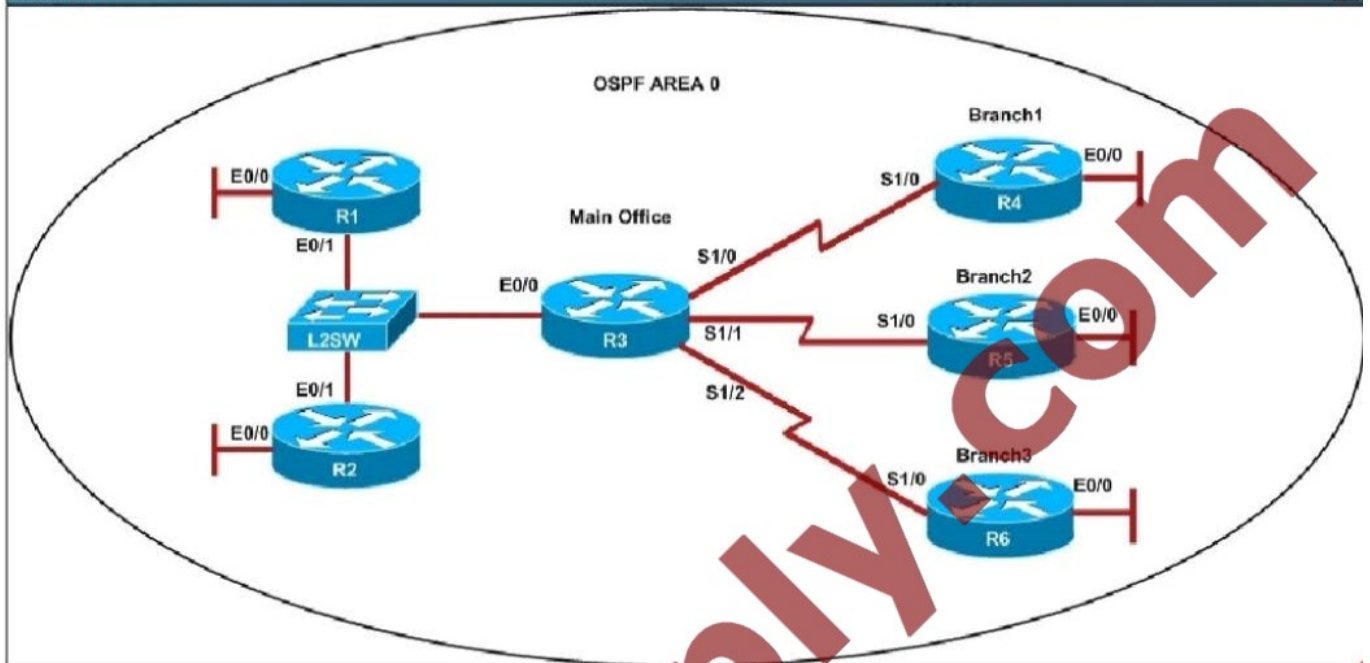 OSPF AREA 0
Branch1
E0/0
S1/0
R4
E0/0
R1
E0/1
Main Office
S1/0
E0/0
R3
L2SW
Branch2
S1/0
E0/0
R5
S1/1
S1/2
E0/1
E0/0
R2
Branch3
S1/0
E0/0
R6
ply.com